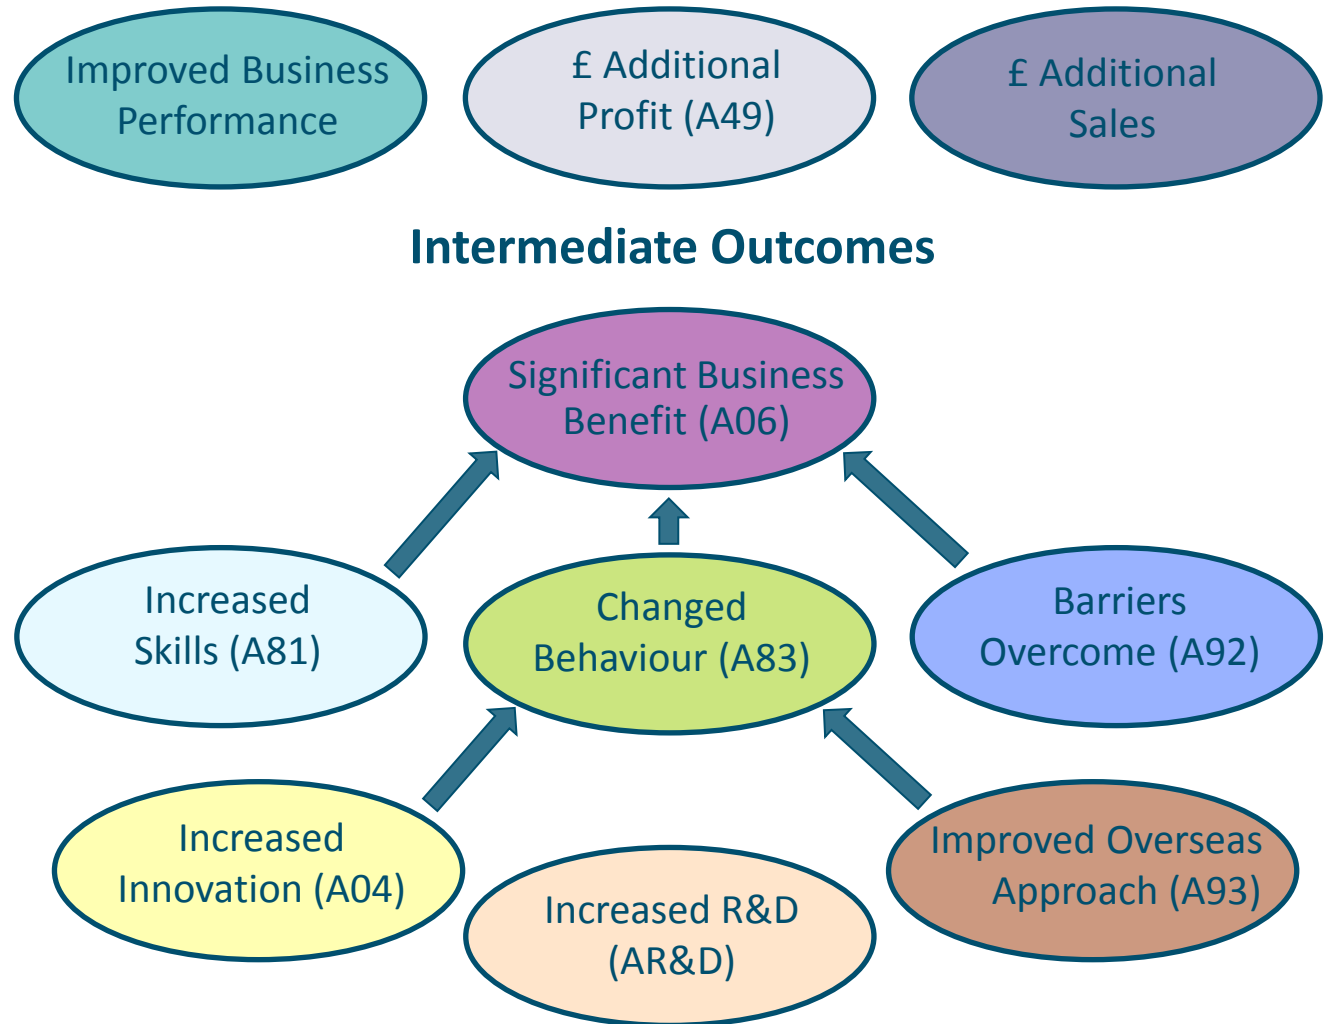 Improved Business
Performance
£ Additional
Profit (A49)
£ Additional
Sales
Intermediate Outcomes
Significant Business
Benefit (A06)
Increased
Skills (A81)
Changed
Behaviour (A83)
Barriers
Overcome (A92)
Increased
Innovation (A04)
Increased R&D
(AR&D)
Improved Overseas
Approach (A93)